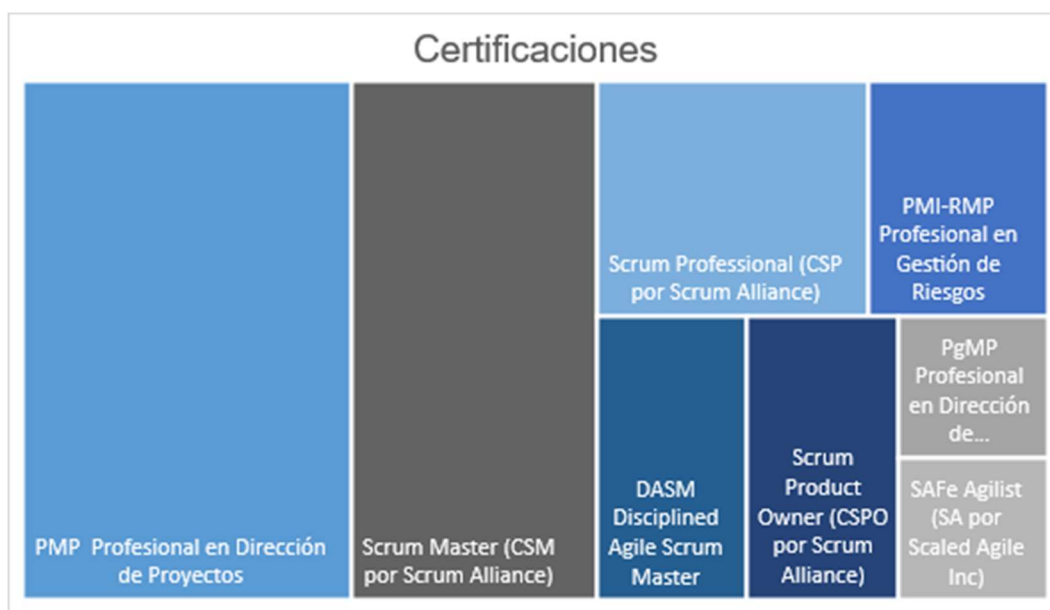 Certificaciones
PMP  Profesional en Dirección
de Proyectos
Scrum Master (CSM
por Scrum Alliance)
Scrum Professional (CSP
por Scrum Alliance)
PMI-RMP
Profesional en
Gestión de
Riesgos
DASM
Disciplined
Agile Scrum
Master
Scrum
Product
Owner (CSPO
por Scrum
Alliance)
PgMP
Profesional
en Dirección
de...
SAFe Agilist
(SA por
Scaled Agile
Inc)